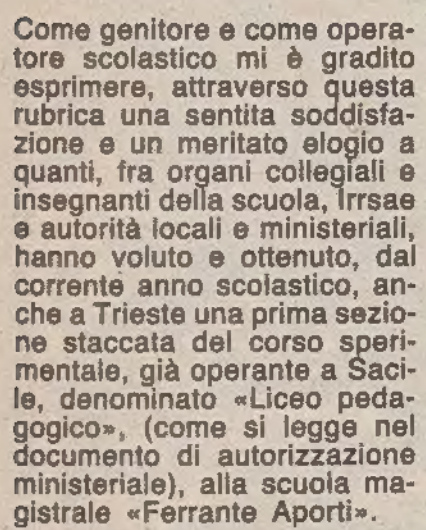 Come genitore e come opera-
tore scolastico mi è gradito
esprimere, attraverso questa
rubrica una sentita soddisfa-
zione e un meritato elogio a
quanti, fra organi collegiali e
insegnanti della scuola, Irrsae
e autorità locali e ministeriali,
hanno voluto e ottenuto, dal
corrente anno scolastico, an-
che a Trieste una prima sezio-
ne staccata del corso speri-
mentale, già operante a Saci-
le, denominato «Liceo peda-
gogico», (come si legge nel
documento di autorizzazione
ministeriale), alla scuola ma-
gistrale «Ferrante Aporti».